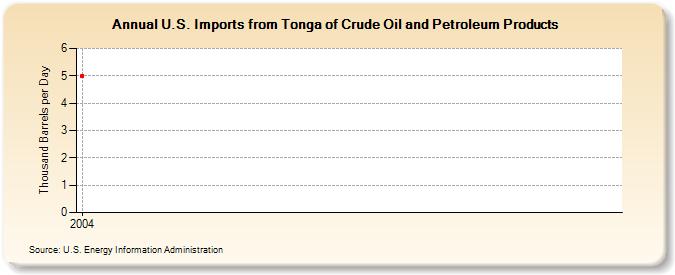 Annual U.S. Imports from Tonga of Crude Oil and Petroleum Products
Thousand Barrels per Day
6
5
4
3
2
1
0
2004
Source: U.S. Energy Information Administration